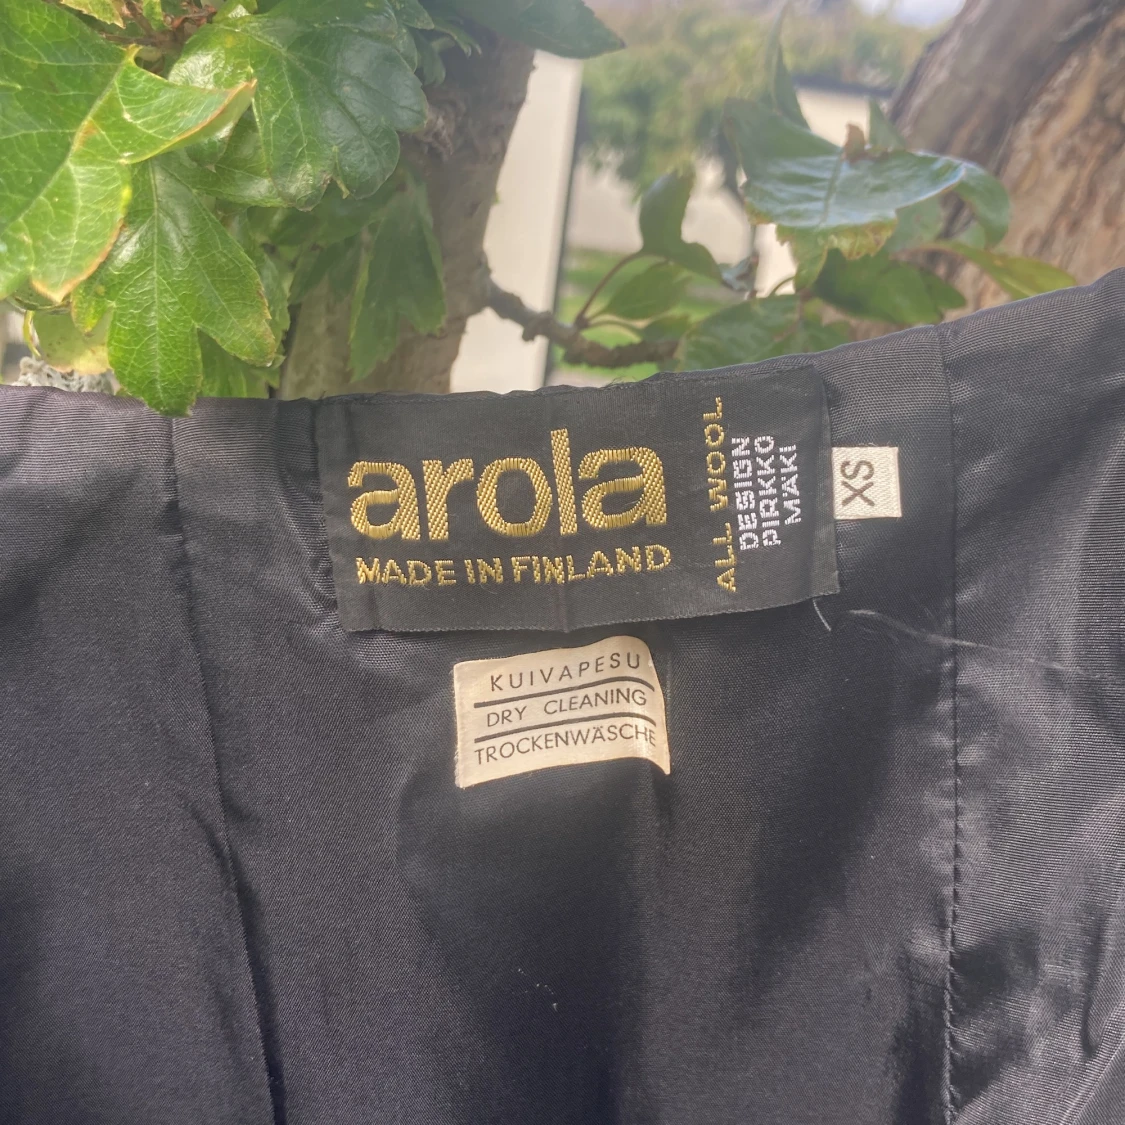 arola
MADE IN FINLAND
ALL WOOL
DESIGN
PIRKKO
MÄKI
XS
KUIVAPESU
DRY CLEANING
TROCKENWÄSCHE